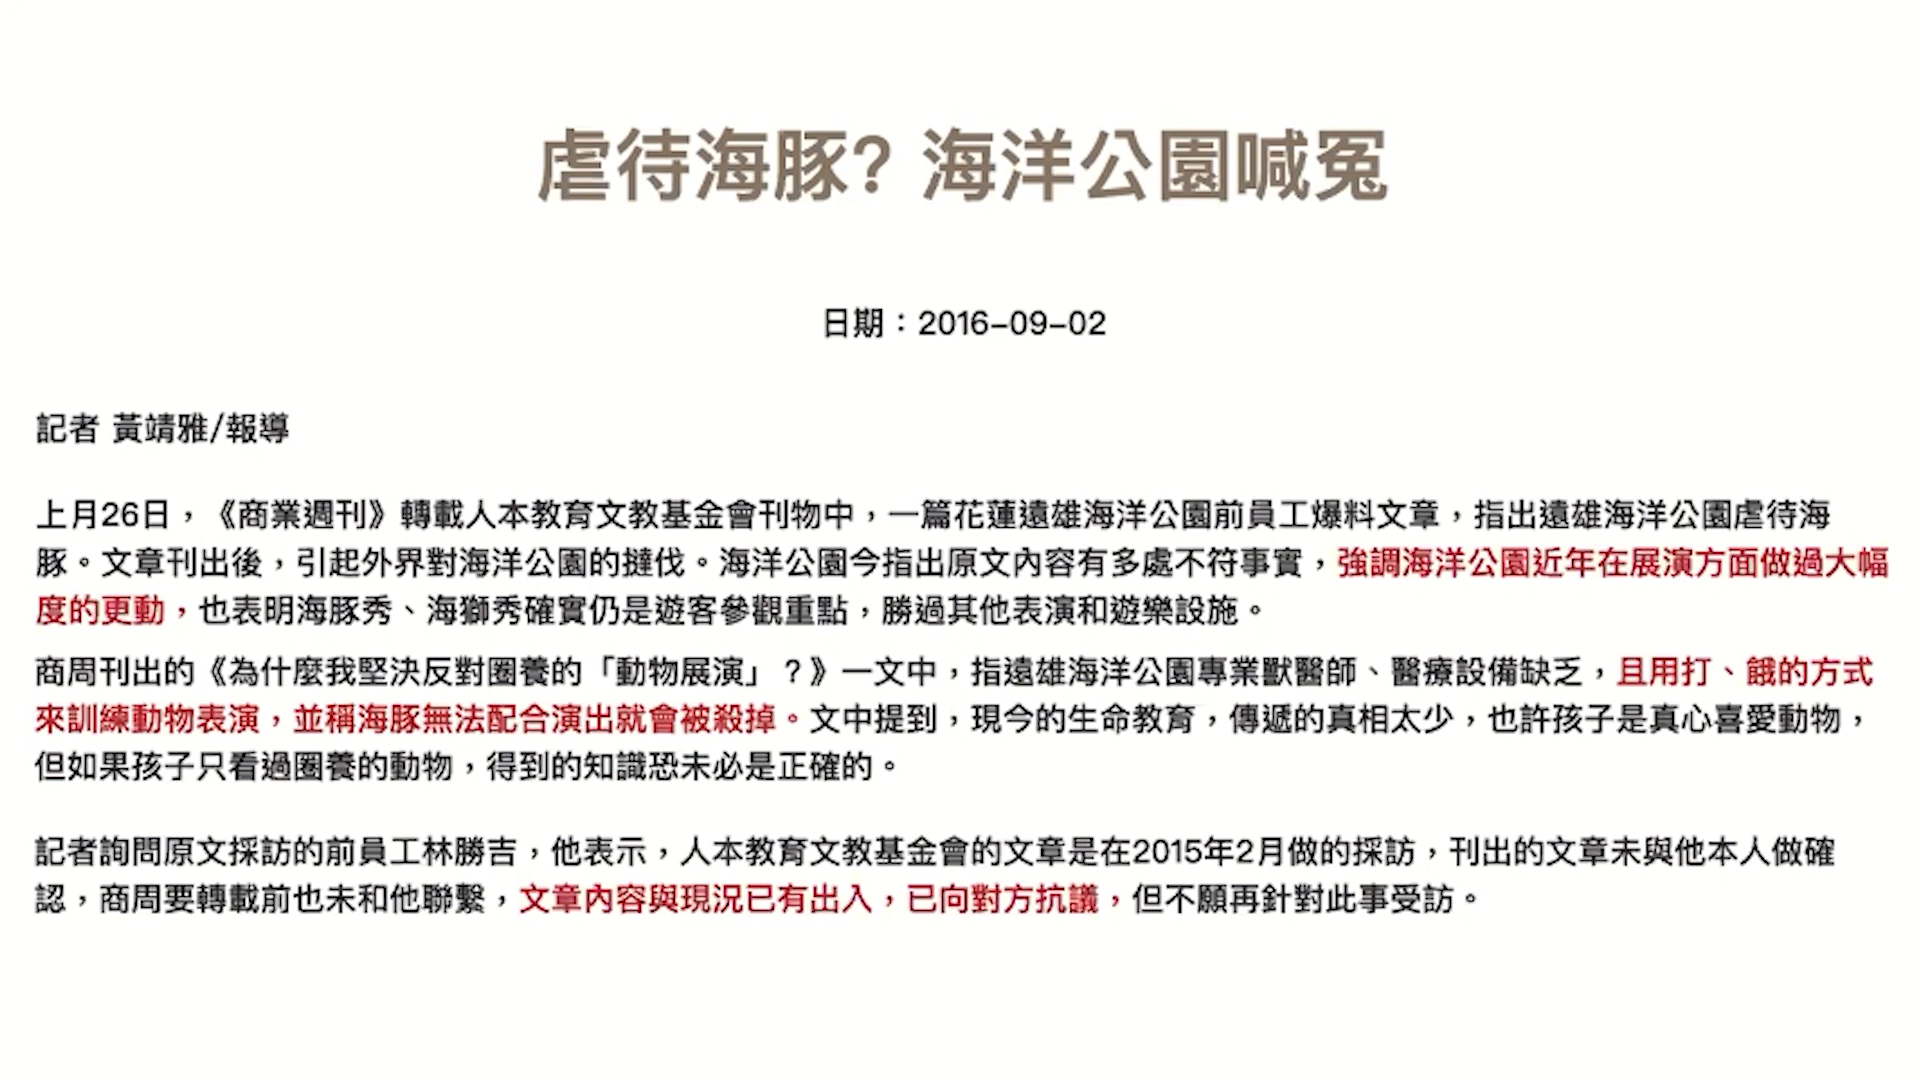 虐待海豚? 海洋公園喊冤
日期：2016-09-02
記者 黃靖雅/報導
上月26日，《商業週刊》轉載人本教育文教基金會刊物中，一篇花蓮遠雄海洋公園前員工爆料文章，指出遠雄海洋公園虐待海
豚。文章刊出後，引起外界對海洋公園的撻伐。海洋公園今指出原文內容有多處不符事實，強調海洋公園近年在展演方面做過大幅
度的更動，也表明海豚秀、海獅秀確實仍是遊客參觀重點，勝過其他表演和遊樂設施。
商周刊出的《為什麼我堅決反對圈養的「動物展演」？》一文中，指遠雄海洋公園專業獸醫師、醫療設備缺乏，且用打、餓的方式
來訓練動物表演，並稱海豚無法配合演出就會被殺掉。文中提到，現今的生命教育，傳遞的真相太少，也許孩子是真心喜愛動物，
但如果孩子只看過圈養的動物，得到的知識恐未必是正確的。
記者詢問原文採訪的前員工林勝吉，他表示，人本教育文教基金會的文章是在2015年2月做的採訪，刊出的文章未與他本人做確
認，商周要轉載前也未和他聯繫，文章內容與現況已有出入，已向對方抗議，但不願再針對此事受訪。